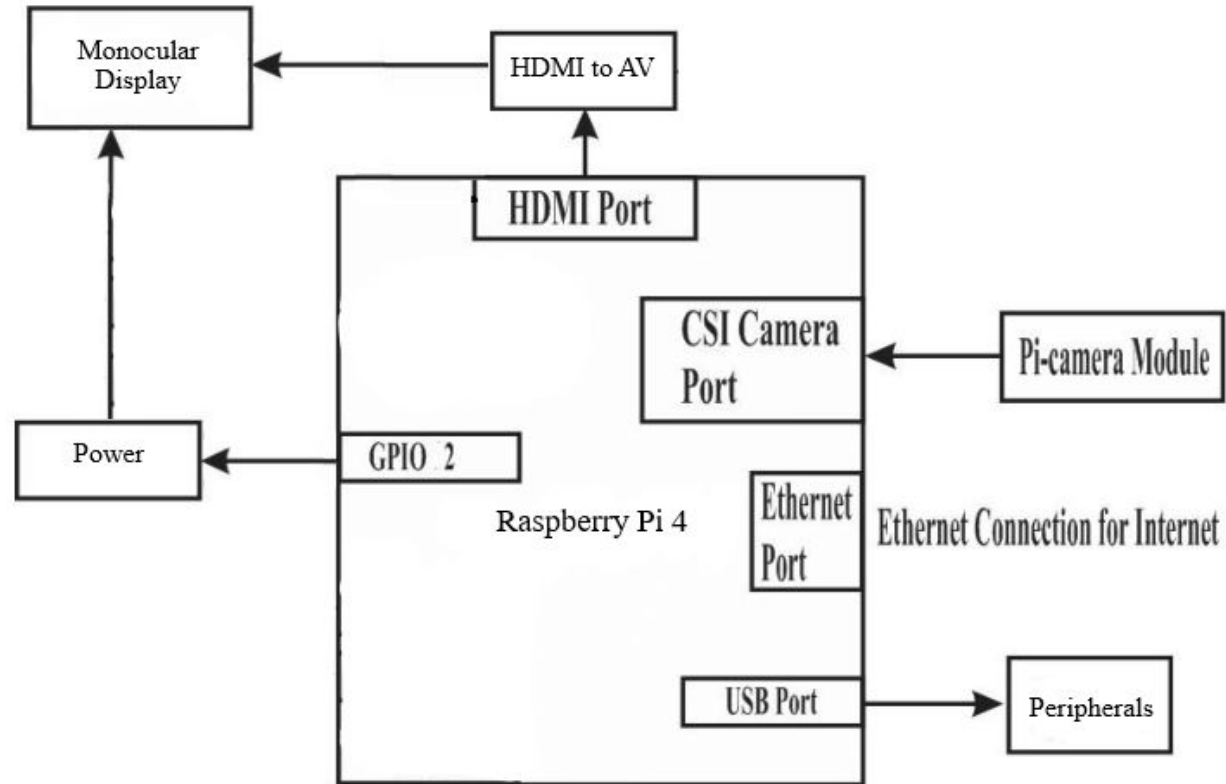 Monocular
Display
HDMI to AV
HDMI Port
CSI Camera
Port
Pi-camera Module
Power
GPIO . 2
Raspberry Pi 4
Ethernet
Port
Ethernet Connection for Internet
USB Port
Peripherals